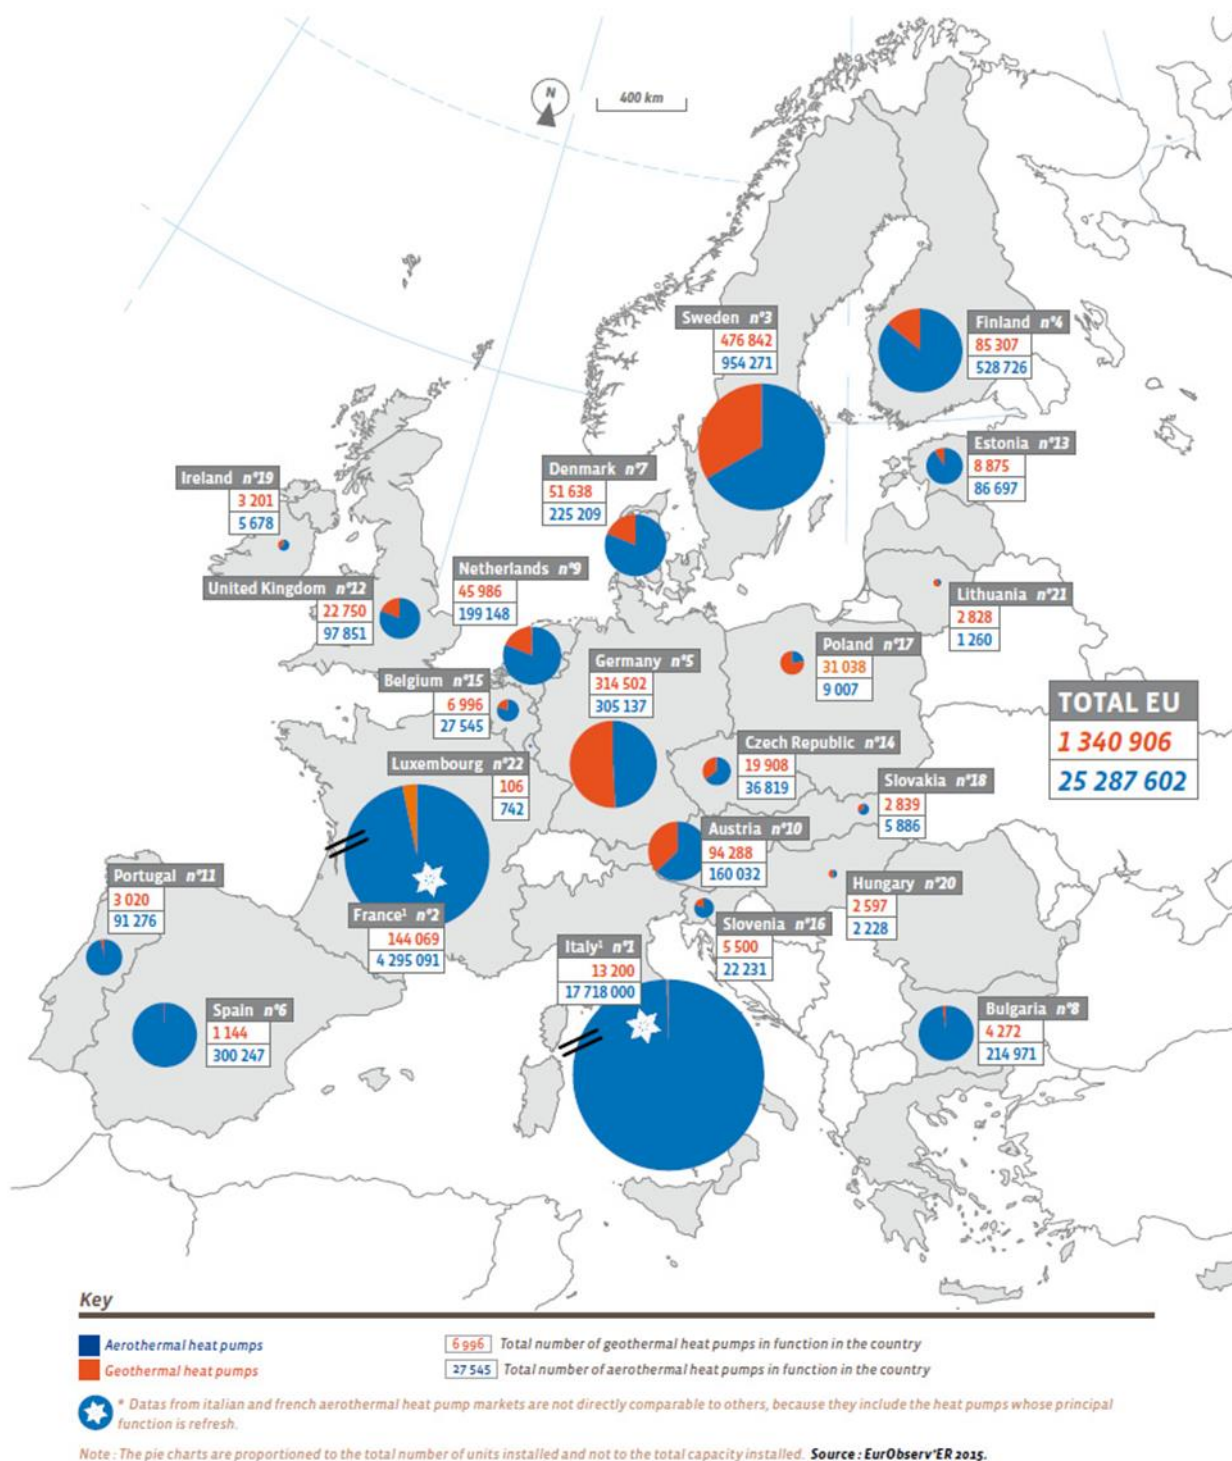 N
400 km
Sweden n°3
476 842
954 271
Finland n°4
85 307
528 726
Estonia n°13
8 875
86 697
Ireland n°19
3 201
5 678
Denmark n°7
51 638
225 209
Netherlands n°9
45 986
199 148
United Kingdom n°12
22 750
97 851
Lithuania n°21
2 828
1 260
Poland n°17
31 038
9 007
Germany n°5
314 502
305 137
Belgium n°15
6 996
27 545
TOTAL EU
1 340 906
25 287 602
Czech Republic n°14
19 908
36 819
Luxembourg n°22
106
742
Slovakia n°18
2 839
5 886
Austria n°10
94 288
160 032
Portugal n°11
3 020
91 276
Hungary n°20
2 597
2 228
France¹ n°2
144 069
4 295 091
Slovenia n°16
5 500
22 231
Italy¹ n°1
13 200
17 718 000
Spain n°6
1 144
300 247
Bulgaria n°8
4 272
214 971
Key
Aerothermal heat pumps
Geothermal heat pumps
6 996 Total number of geothermal heat pumps in function in the country
27 545 Total number of aerothermal heat pumps in function in the country
* Datas from italian and french aerothermal heat pump markets are not directly comparable to others, because they include the heat pumps whose principal
function is refresh.
Note : The pie charts are proportioned to the total number of units installed and not to the total capacity installed. Source : EurObserv'ER 2015.